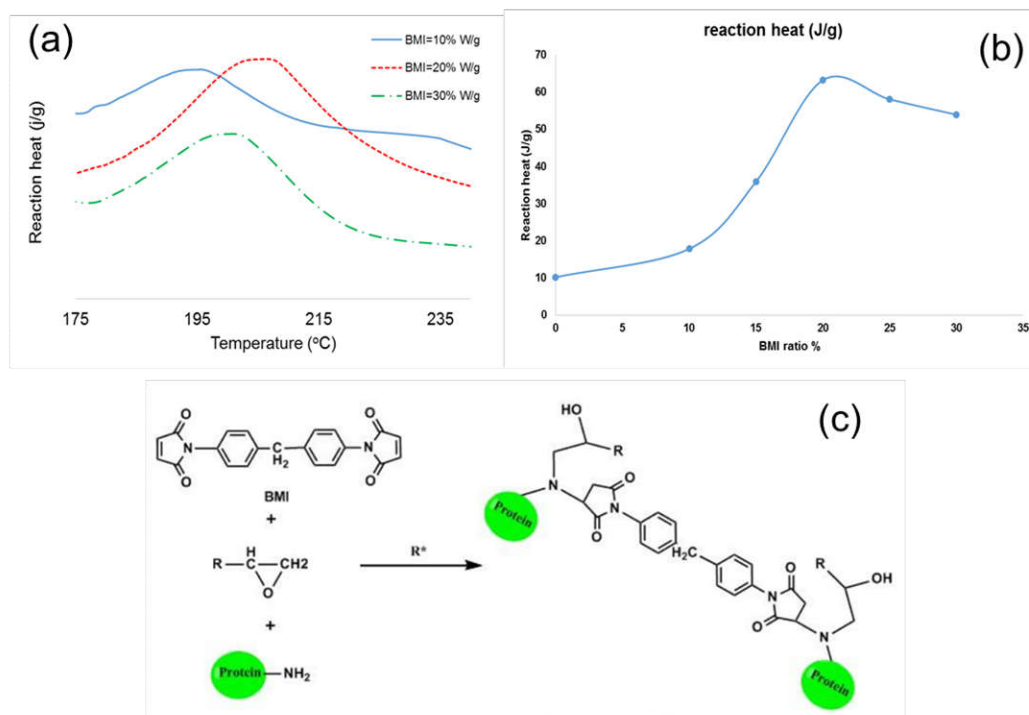 (a)
BMI=10% W/g
BMI=20% W/g
BMI=30% W/g
Reaction heat (j/g)
175 195 215 235
Temperature (°C)
(b)
reaction heat (J/g)
70
60
50
40
30
20
10
0
Reaction heat (J/g)
0 5 10 15 20 25 30 35
BMI ratio %
(c)
O O
N C H2 N
O O
BMI
+
R C H CH2
O
+
Protein NH2
R*
HO
R
N
Protein
O
N
O
H2C
O
N
O
R
OH
N
Protein